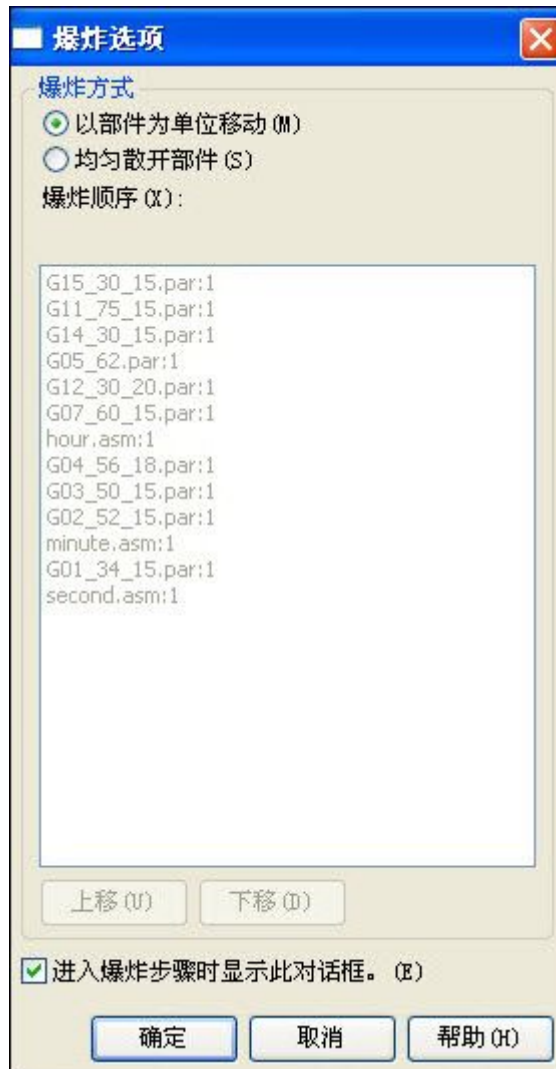 爆炸选项
爆炸方式
以部件为单位移动(M)
均匀散开部件(S)
爆炸顺序(X):
G15_30_15.par:1
G11_75_15.par:1
G14_30_15.par:1
G05_62.par:1
G12_30_20.par:1
G07_60_15.par:1
hour.asm:1
G04_56_18.par:1
G03_50_15.par:1
G02_52_15.par:1
minute.asm:1
G01_34_15.par:1
second.asm:1
上移(U) 下移(D)
进入爆炸步骤时显示此对话框。(E)
确定 取消 帮助(H)